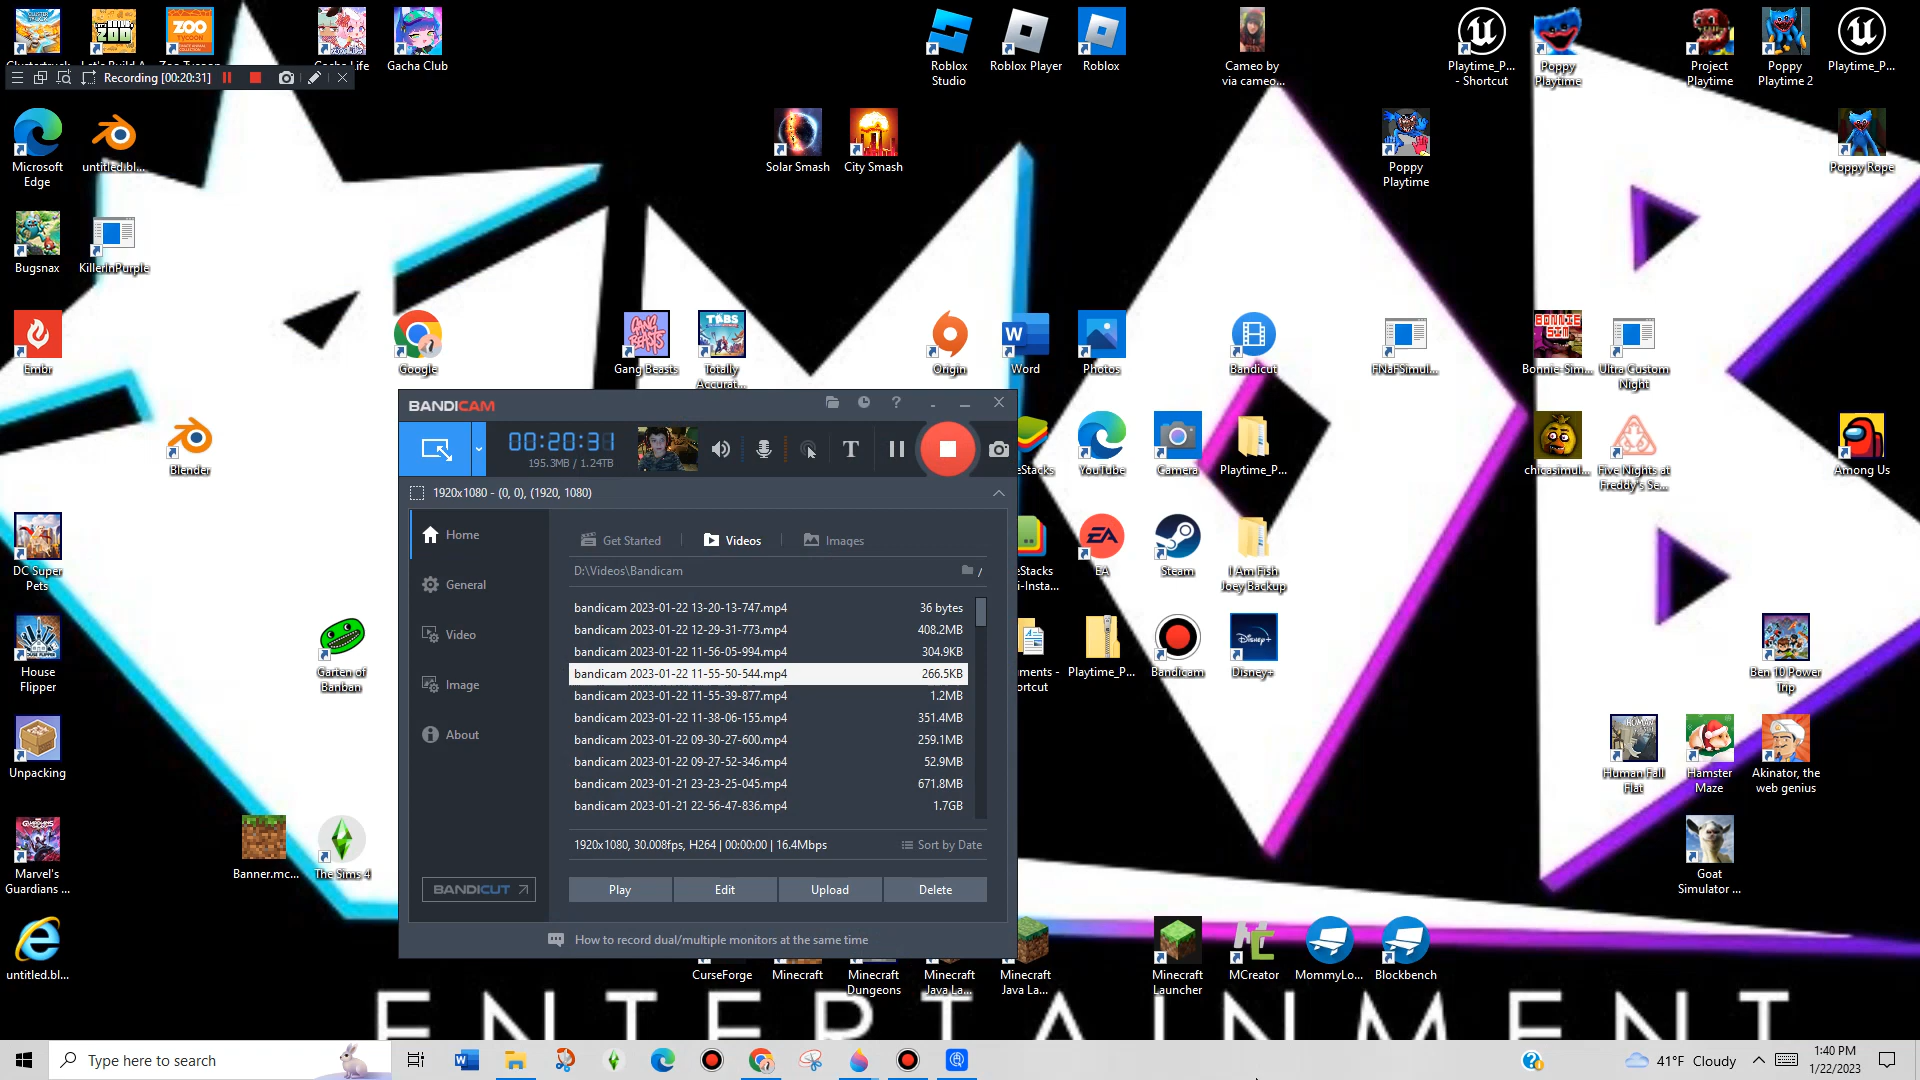 Gacha Life
Gacha Club
Roblox
Studio
Roblox Player
Roblox
Cameo by
via cameo...
Playtime_P...
- Shortcut
Poppy
Playtime
Project
Playtime
Poppy
Playtime 2
Playtime_P...
Recording [00:20:31]
Microsoft
Edge
untitled.bl...
Solar Smash
City Smash
Poppy
Playtime
Poppy Rope
Bugsnax
KillerInPurple
Embr
Google
Gang Beasts
Totally
Accurat...
Origin
Word
Photos
Bandicut
FNaFSimul...
Bonnie-Sim...
Ultra Custom
Night
BANDICAM
00:20:31
195.3MB / 1.24TB
1920x1080 - (0, 0), (1920, 1080)
Home
General
Video
Image
About
BANDICUT
Get Started
Videos
Images
D:\Videos\Bandicam
bandicam 2023-01-22 13-20-13-747.mp4 36 bytes
bandicam 2023-01-22 12-29-31-773.mp4 408.2MB
bandicam 2023-01-22 11-56-05-994.mp4 304.9KB
bandicam 2023-01-22 11-55-50-544.mp4 266.5KB
bandicam 2023-01-22 11-55-39-877.mp4 1.2MB
bandicam 2023-01-22 11-38-06-155.mp4 351.4MB
bandicam 2023-01-22 09-30-27-600.mp4 259.1MB
bandicam 2023-01-22 09-27-52-346.mp4 52.9MB
bandicam 2023-01-21 23-23-25-045.mp4 671.8MB
bandicam 2023-01-21 22-56-47-836.mp4 1.7GB
1920x1080, 30.008fps, H264 | 00:00:00 | 16.4Mbps
Sort by Date
Play
Edit
Upload
Delete
How to record dual/multiple monitors at the same time
Blender
eStacks
YouTube
Camera
Playtime_P...
chicasimul...
Five Nights at
Freddy's Se...
Among Us
DC Super
Pets
eStacks
i-Insta...
EA
Steam
I Am Fish
Joey Backup
House
Flipper
Garten of
Banban
uments -
ortcut
Playtime_P...
Bandicam
Disney+
Ben 10 Power
Trip
Unpacking
Human Fall
Flat
Hamster
Maze
Akinator, the
web genius
Marvel's
Guardians ...
Banner.mc...
The Sims 4
Goat
Simulator ...
untitled.bl...
CurseForge
Minecraft
Minecraft
Dungeons
Minecraft
Java La...
Minecraft
Java La...
Minecraft
Launcher
MCreator
MommyLo...
Blockbench
ENTERTAINMENT
Type here to search
41°F Cloudy
1:40 PM
1/22/2023